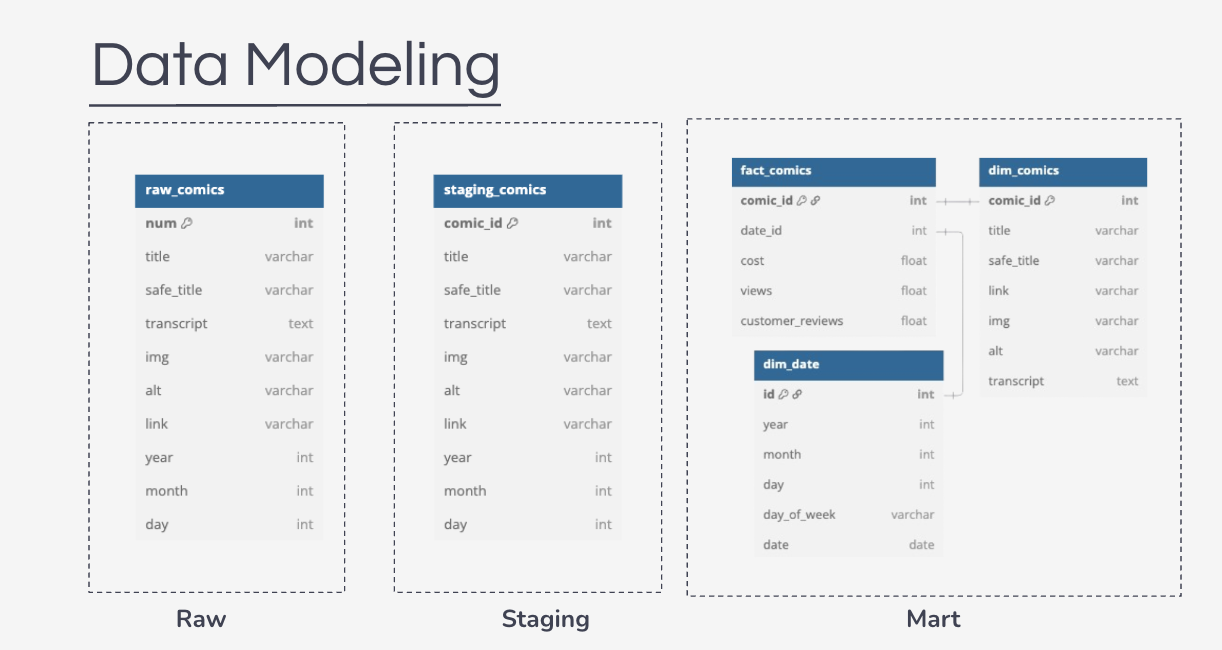 Data Modeling
raw_comics
num int
title varchar
safe_title varchar
transcript text
img varchar
alt varchar
link varchar
year int
month int
day int
Raw
staging_comics
comic_id int
title varchar
safe_title varchar
transcript text
img varchar
alt varchar
link varchar
year int
month int
day int
Staging
fact_comics
comic_id int
date_id int
cost float
views float
customer_reviews float
dim_comics
comic_id int
title varchar
safe_title varchar
link varchar
img varchar
alt varchar
transcript text
dim_date
id int
year int
month int
day int
day_of_week varchar
date date
Mart